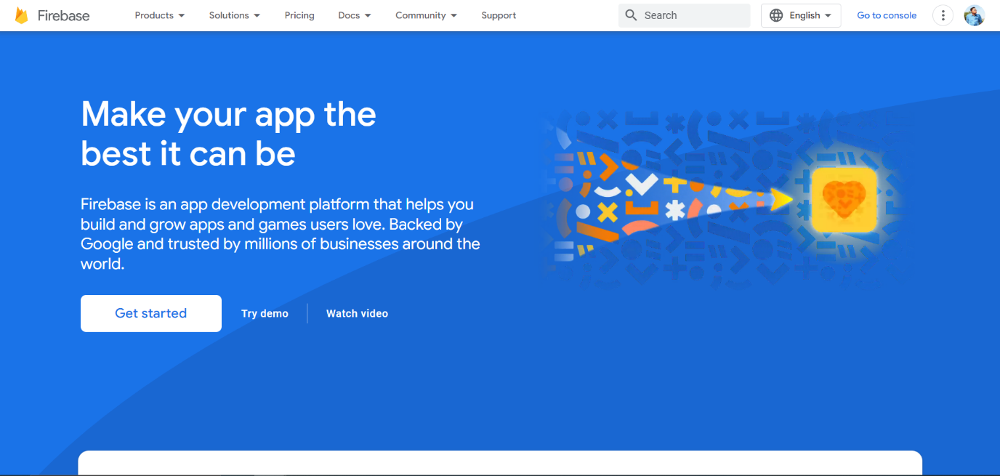 Firebase
Products
Solutions
Pricing
Docs
Community
Support
Search
English
Go to console
Make your app the
best it can be
Firebase is an app development platform that helps you
build and grow apps and games users love. Backed by
Google and trusted by millions of businesses around the
world.
Get started
Try demo
Watch video